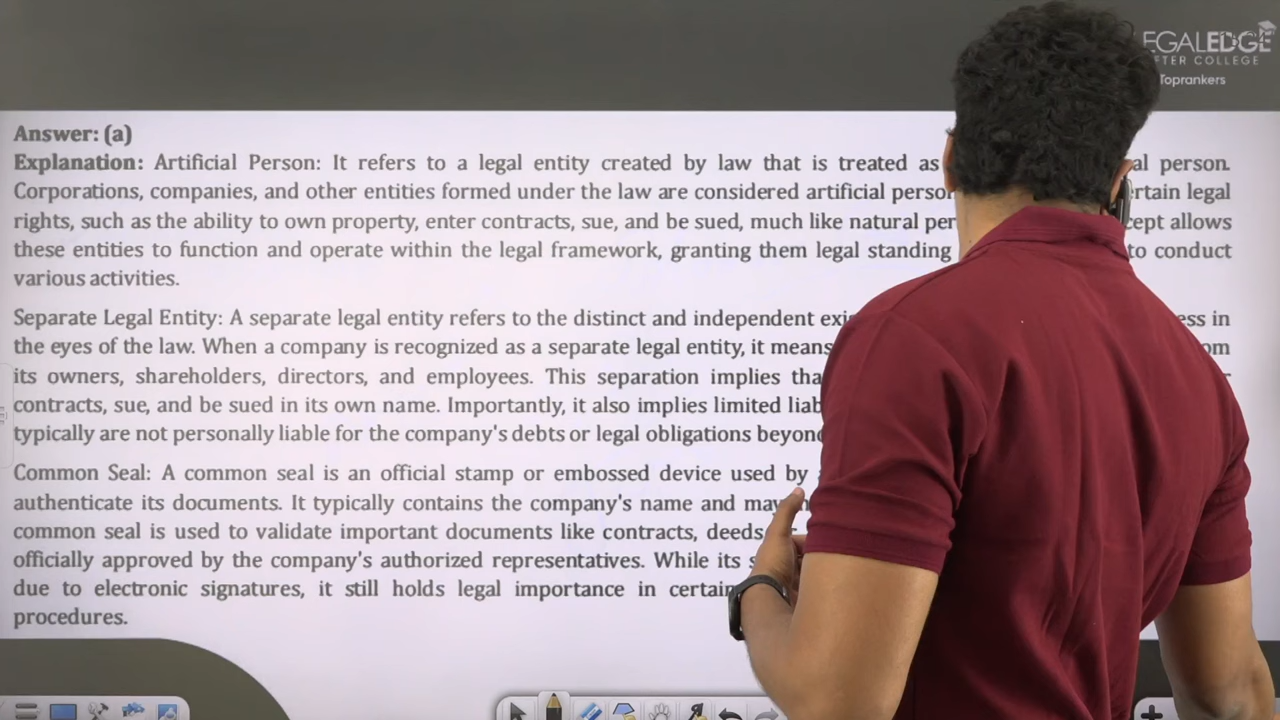 EGALEDGE
FTER COLLEGE
Toprankers
Answer: (a)
Explanation: Artificial Person: It refers to a legal entity created by law that is treated as al person.
Corporations, companies, and other entities formed under the law are considered artificial perso rtain legal
rights, such as the ability to own property, enter contracts, sue, and be sued, much like natural per cept allows
these entities to function and operate within the legal framework, granting them legal standing to conduct
various activities.
Separate Legal Entity: A separate legal entity refers to the distinct and independent exi ess in
the eyes of the law. When a company is recognized as a separate legal entity, it means om
its owners, shareholders, directors, and employees. This separation implies tha
contracts, sue, and be sued in its own name. Importantly, it also implies limited liab
typically are not personally liable for the company's debts or legal obligations beyon
Common Seal: A common seal is an official stamp or embossed device used by
authenticate its documents. It typically contains the company's name and may
common seal is used to validate important documents like contracts, deeds
officially approved by the company's authorized representatives. While its s
due to electronic signatures, it still holds legal importance in certain
procedures.